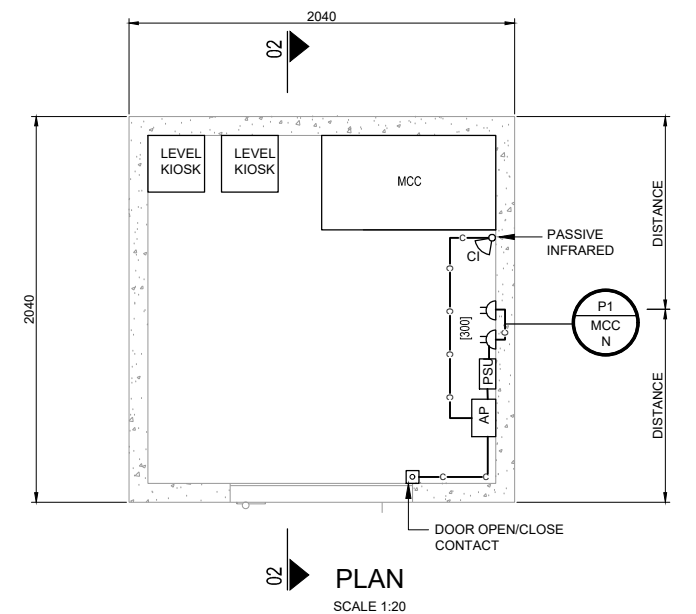 2040
02
LEVEL
KIOSK
LEVEL
KIOSK
MCC
PASSIVE
INFRARED
DISTANCE
C
CI
C
C
2040
[300]
C
P1
MCC
N
C
PSU
C
AP
DISTANCE
C
C
DOOR OPEN/CLOSE
CONTACT
02
PLAN
SCALE 1:20